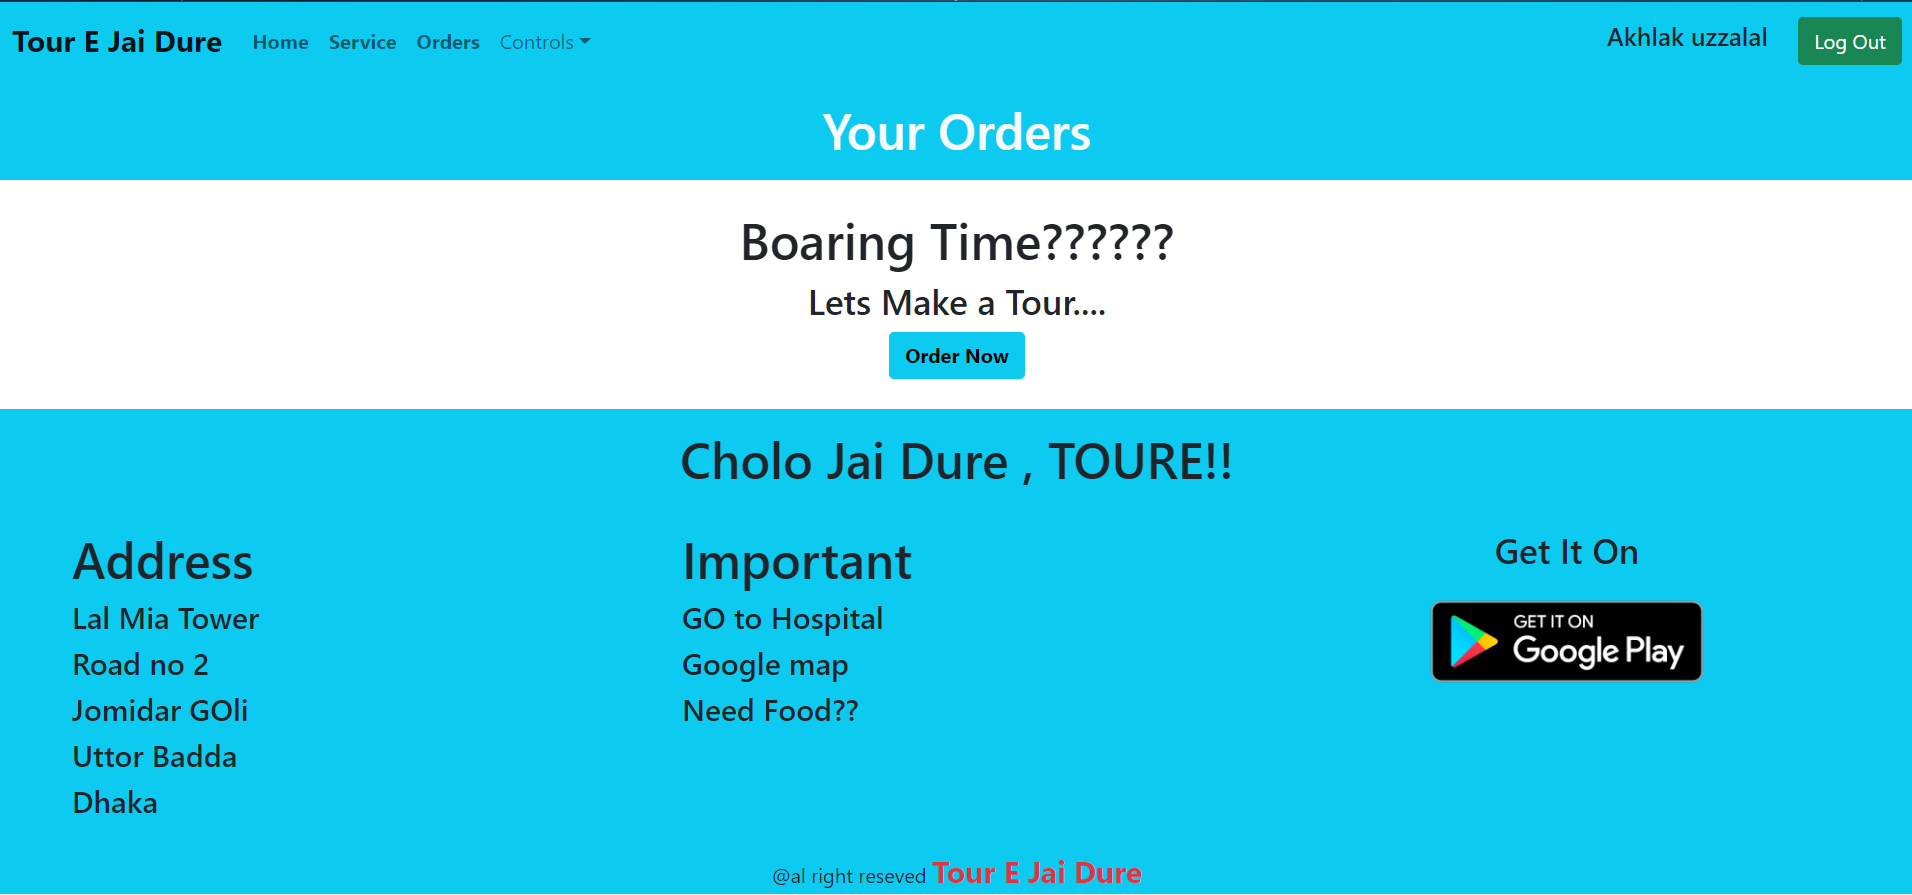 Tour E Jai Dure Home Service Orders Controls Akhlak uzzalal Log Out
Your Orders
Boaring Time??????
Lets Make a Tour....
Order Now
Cholo Jai Dure , TOURE!!
Address
Lal Mia Tower
Road no 2
Jomidar GOli
Uttor Badda
Dhaka
Important
GO to Hospital
Google map
Need Food??
Get It On
GET IT ON
Google Play
@al right reseved Tour E Jai Dure